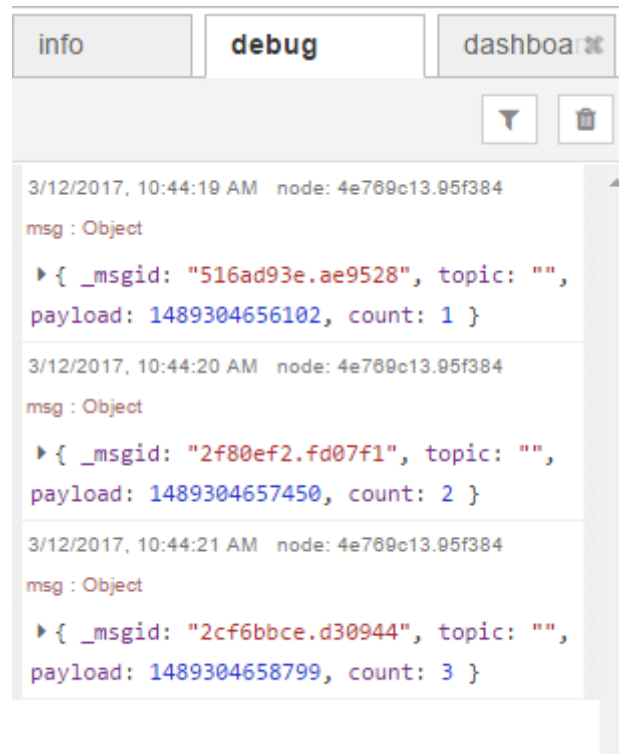 info debug dashboar
3/12/2017, 10:44:19 AM node: 4e769c13.95f384
msg : Object
{ _msgid: "516ad93e.ae9528", topic: "",
payload: 1489304656102, count: 1 }
3/12/2017, 10:44:20 AM node: 4e769c13.95f384
msg : Object
{ _msgid: "2f80ef2.fd07f1", topic: "",
payload: 1489304657450, count: 2 }
3/12/2017, 10:44:21 AM node: 4e769c13.95f384
msg : Object
{ _msgid: "2cf6bbce.d30944", topic: "",
payload: 1489304658799, count: 3 }